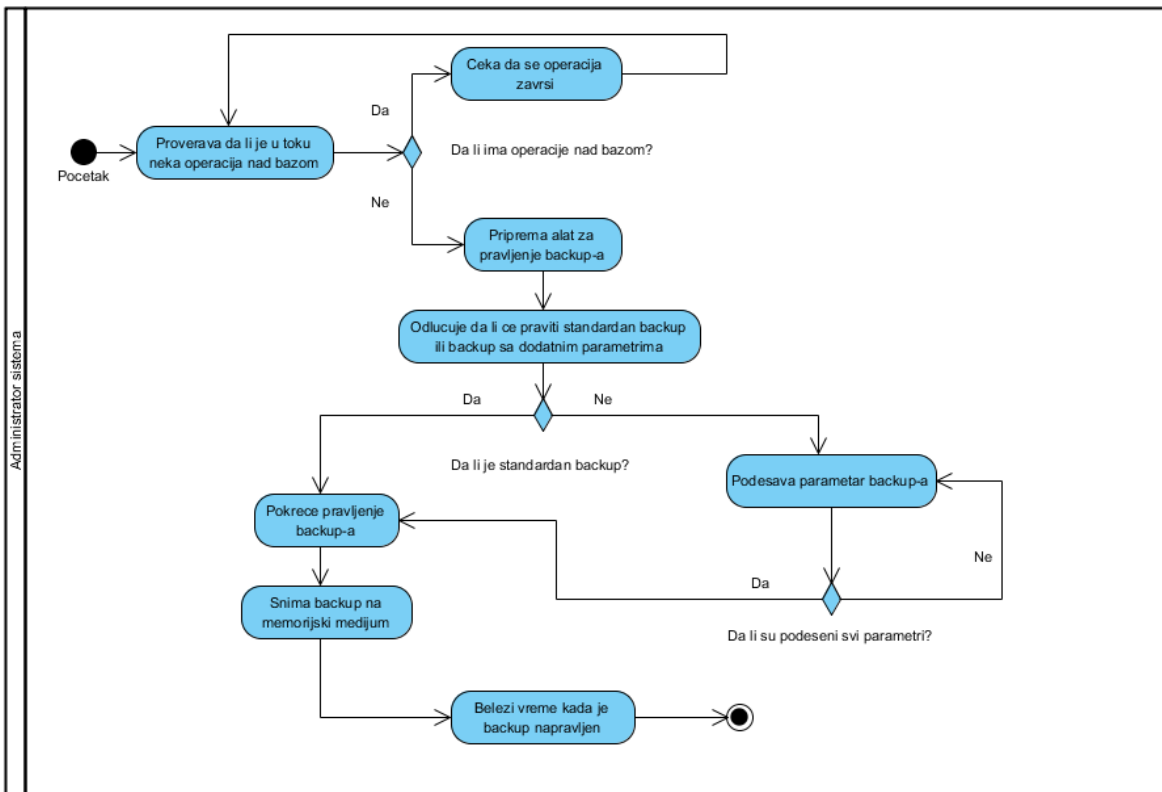 Administrator sistema
Ceka da se operacija
zavrsi
Da
Proverava da li je u toku
neka operacija nad bazom
Da li ima operacije nad bazom?
Pocetak
Ne
Priprema alat za
pravljenje backup-a
Odlucuje da li ce praviti standardan backup
ili backup sa dodatnim parametrima
Da
Ne
Da li je standardan backup?
Podesava parametar backup-a
Pokrece pravljenje
backup-a
Ne
Da
Snima backup na
memorijski medijum
Da li su podeseni svi parametri?
Belezi vreme kada je
backup napravljen